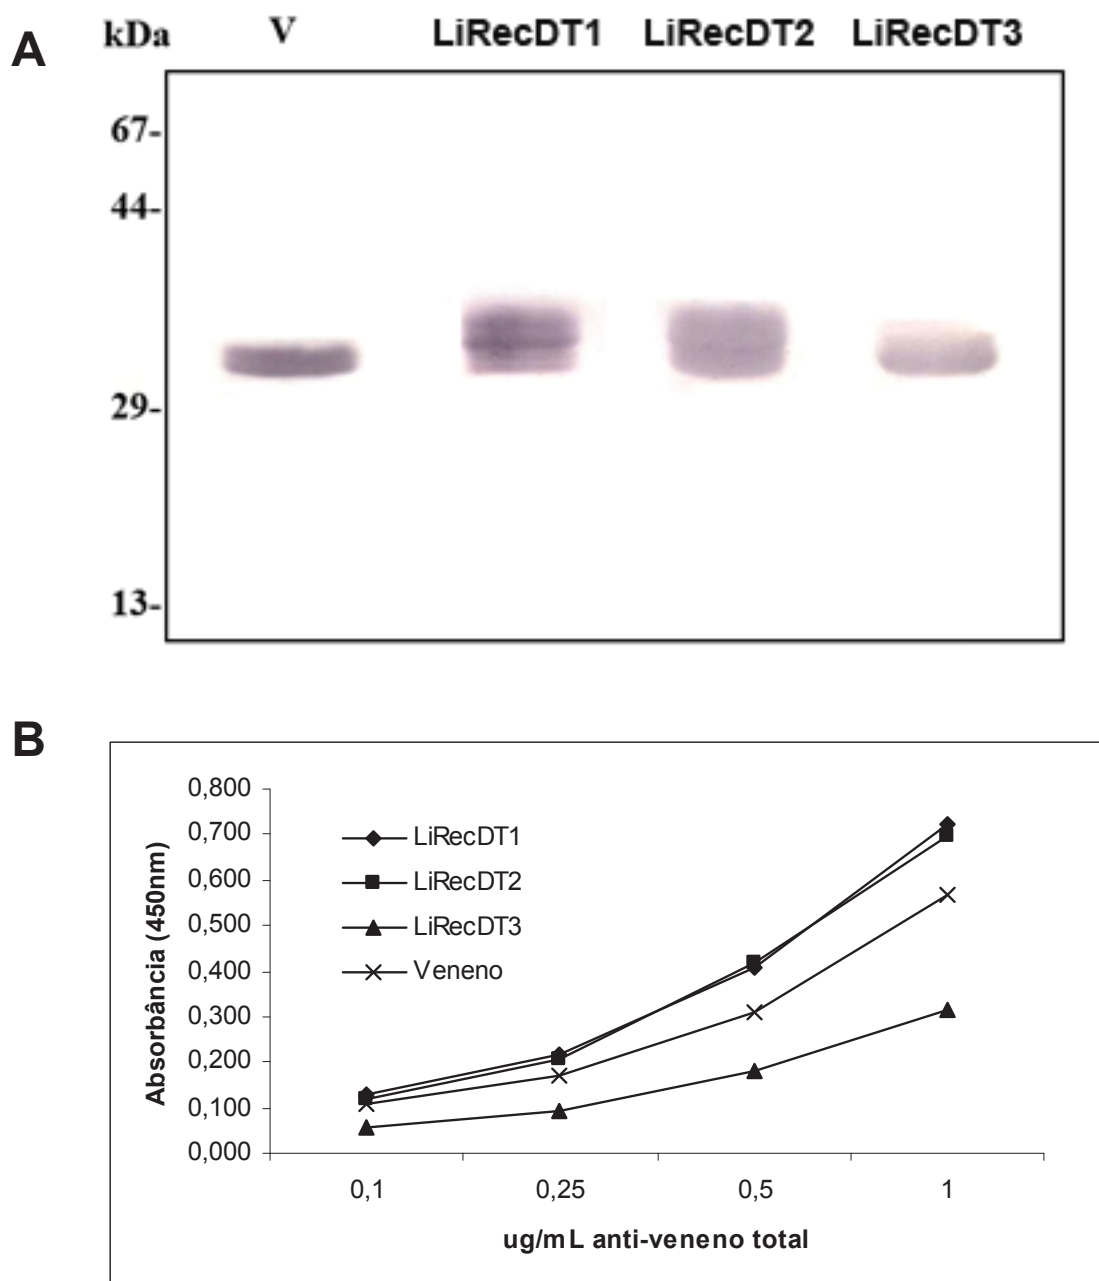 A
kDa V LiRecDT1 LiRecDT2 LiRecDT3
67-
44-
29-
13-
B
0,800
0,700
0,600
0,500
0,400
0,300
0,200
0,100
0,000
Absorbância (450nm)
LiRecDT1
LiRecDT2
LiRecDT3
Veneno
0,1 0,25 0,5 1
ug/mL anti-veneno total